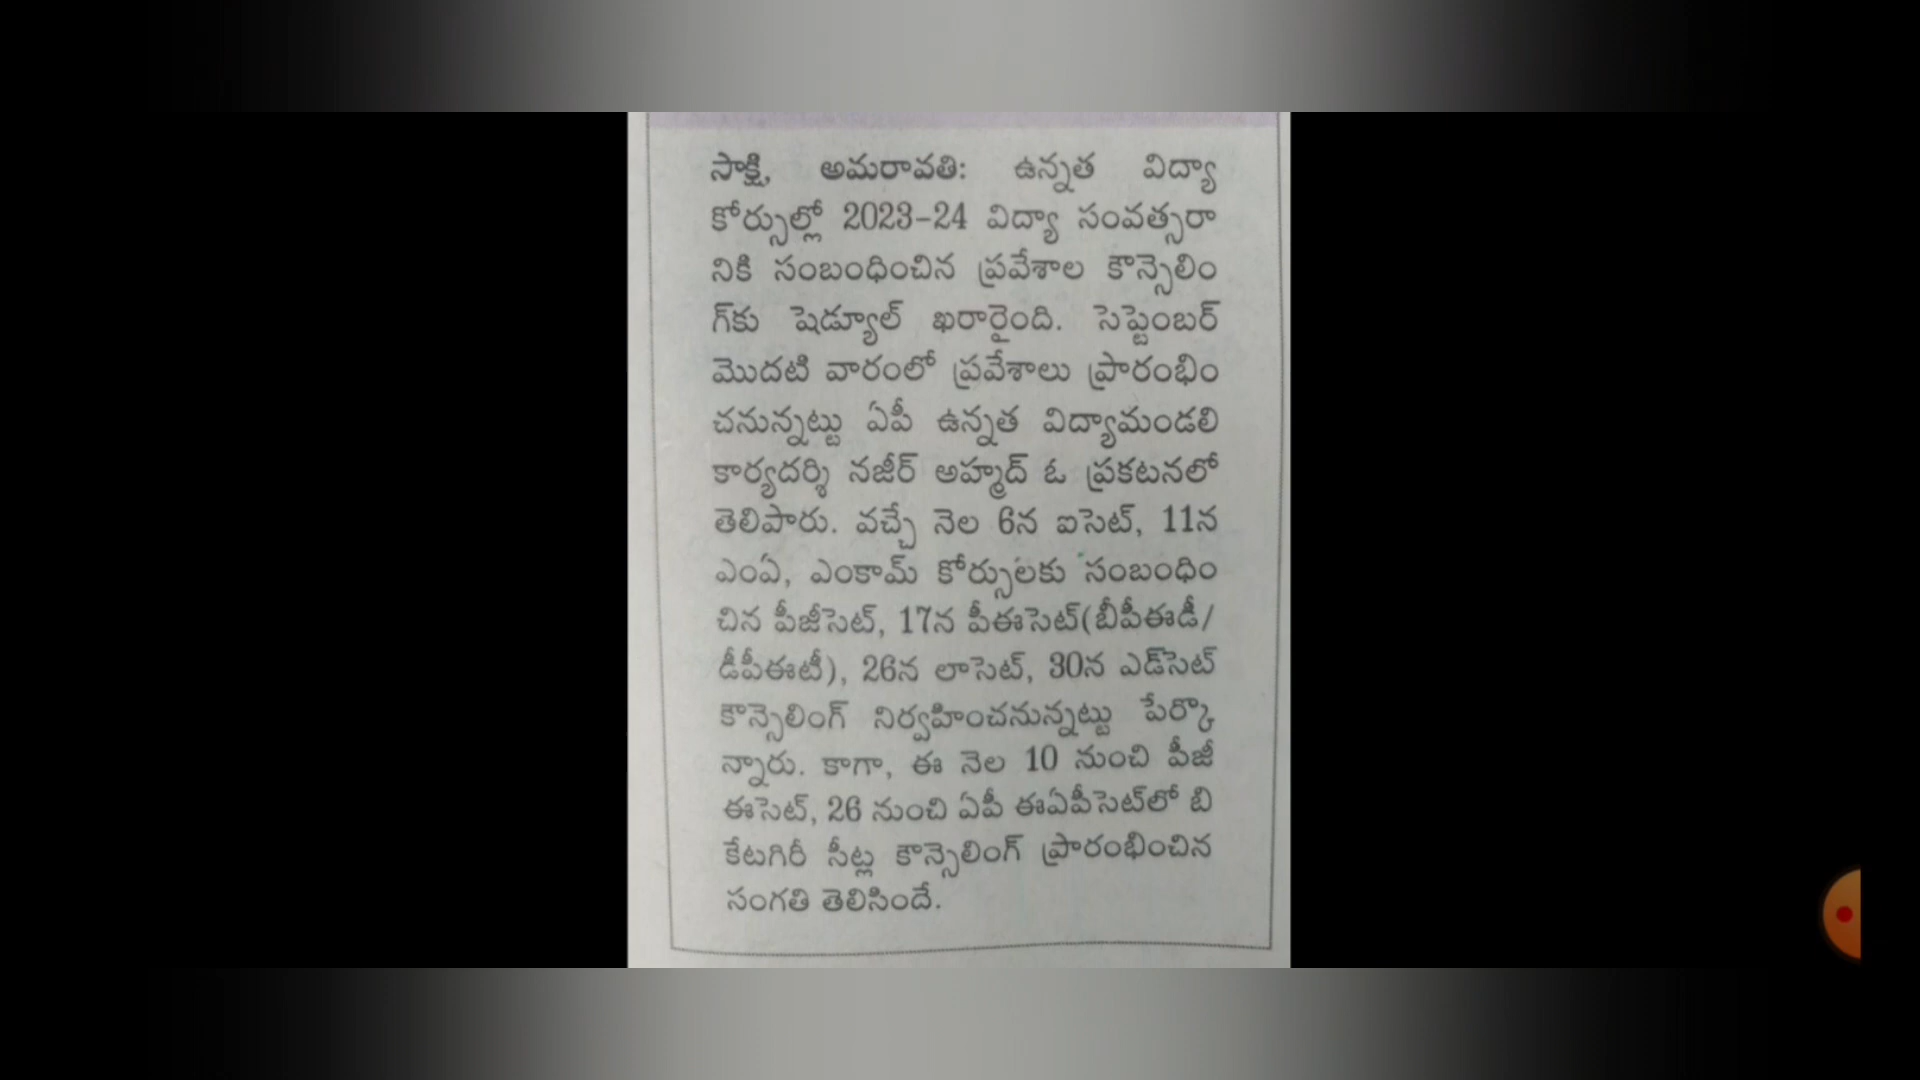 సాక్షి, అమరావతి: ఉన్నత విద్యా
కోర్సుల్లో 2023-24 విద్యా సంవత్సరా
నికి సంబంధించిన ప్రవేశాల కౌన్సెలిం
గ్‌కు షెడ్యూల్ ఖరారైంది. సెప్టెంబర్
మొదటి వారంలో ప్రవేశాలు ప్రారంభిం
చనున్నట్టు ఏపీ ఉన్నత విద్యామండలి
కార్యదర్శి నజీర్ అహ్మద్ ఓ ప్రకటనలో
తెలిపారు. వచ్చే నెల 6న ఐసెట్, 11న
ఎంఏ, ఎంకామ్ కోర్సులకు సంబంధిం
చిన పీజీసెట్, 17న పీఈసెట్(బీపీఈడీ/
డీపీఈటీ), 26న లాసెట్, 30న ఎడ్‌సెట్
కౌన్సెలింగ్ నిర్వహించనున్నట్టు పేర్కొ
న్నారు. కాగా, ఈ నెల 10 నుంచి పీజీ
ఈసెట్, 26 నుంచి ఏపీ ఈఏపీసెట్‌లో బి
కేటగిరీ సీట్ల కౌన్సెలింగ్ ప్రారంభించిన
సంగతి తెలిసిందే.